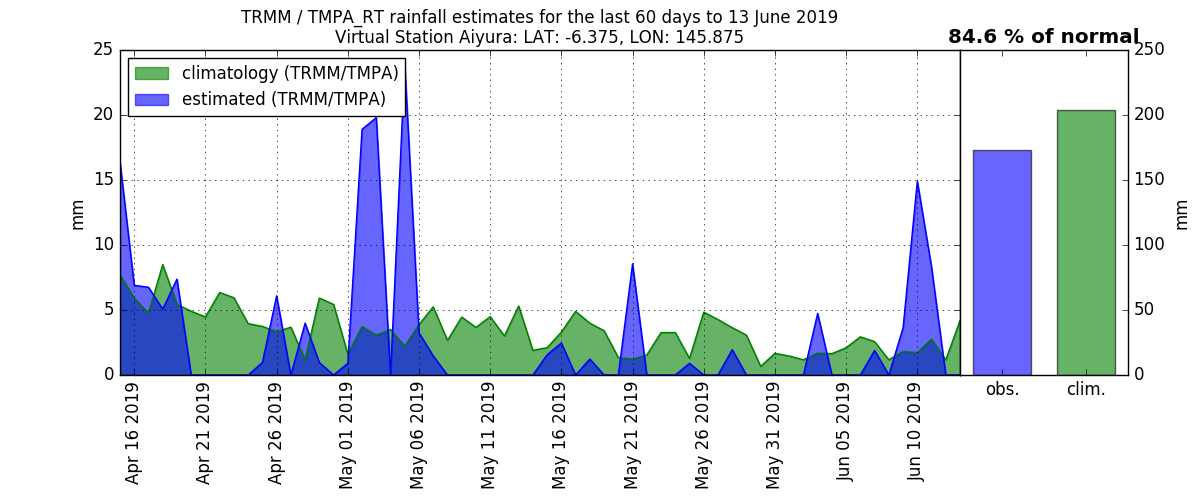 TRMM / TMPA_RT rainfall estimates for the last 60 days to 13 June 2019
Virtual Station Aiyura: LAT: -6.375, LON: 145.875
84.6 % of normal
climatology (TRMM/TMPA)
estimated (TRMM/TMPA)
mm
25
20
15
10
5
0
Apr 16 2019
Apr 21 2019
Apr 26 2019
May 01 2019
May 06 2019
May 11 2019
May 16 2019
May 21 2019
May 26 2019
May 31 2019
Jun 05 2019
Jun 10 2019
obs.
clim.
250
200
150
100
50
0
mm